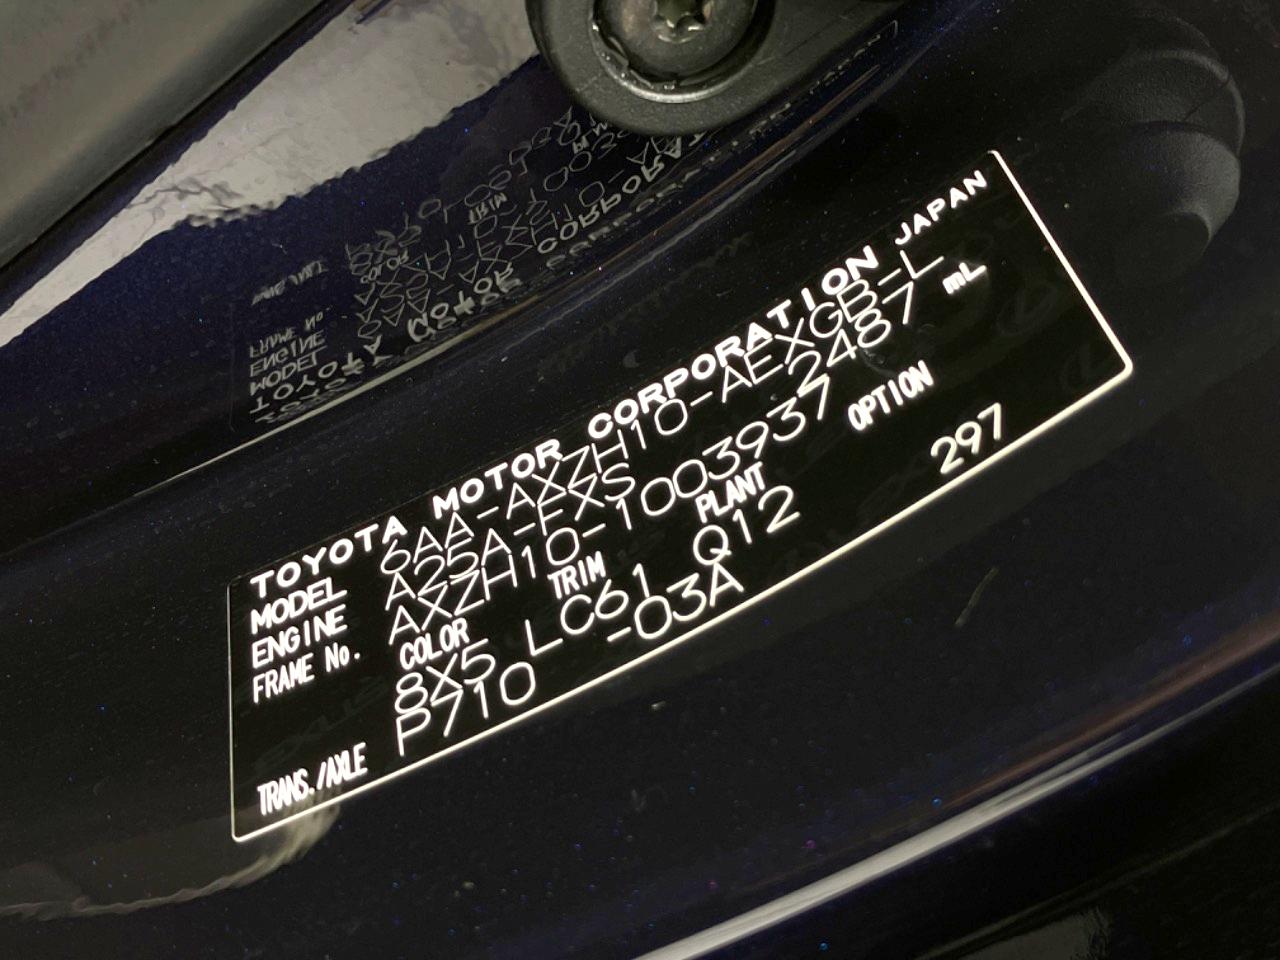 TOYOTA MOTOR CORPORATION JAPAN
MODEL 6AA-AXZH10-AEXGB-L
ENGINE A25A-FXS 2487 mL
FRAME No. AXZH10-1003937
COLOR TRIM PLANT OPTION
8X5 LC61 Q12 297
TRANS./AXLE P710 -03A